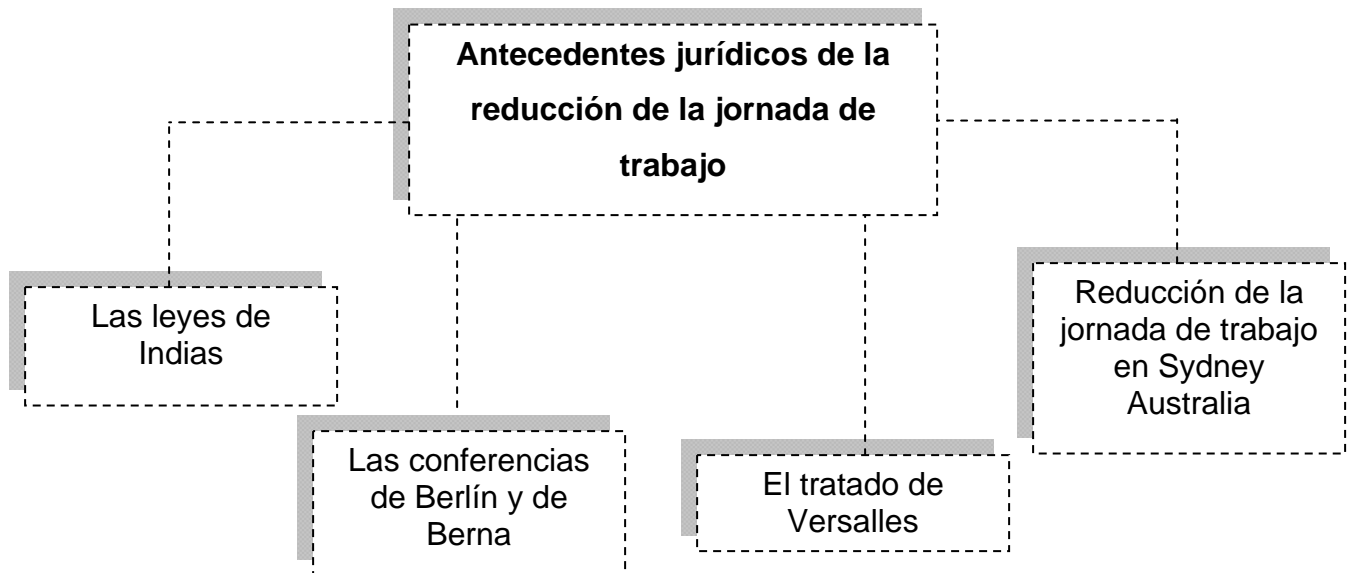 Antecedentes jurídicos de la
reducción de la jornada de
trabajo
Las leyes de
Indias
Las conferencias
de Berlín y de
Berna
El tratado de
Versalles
Reducción de la
jornada de trabajo
en Sydney
Australia